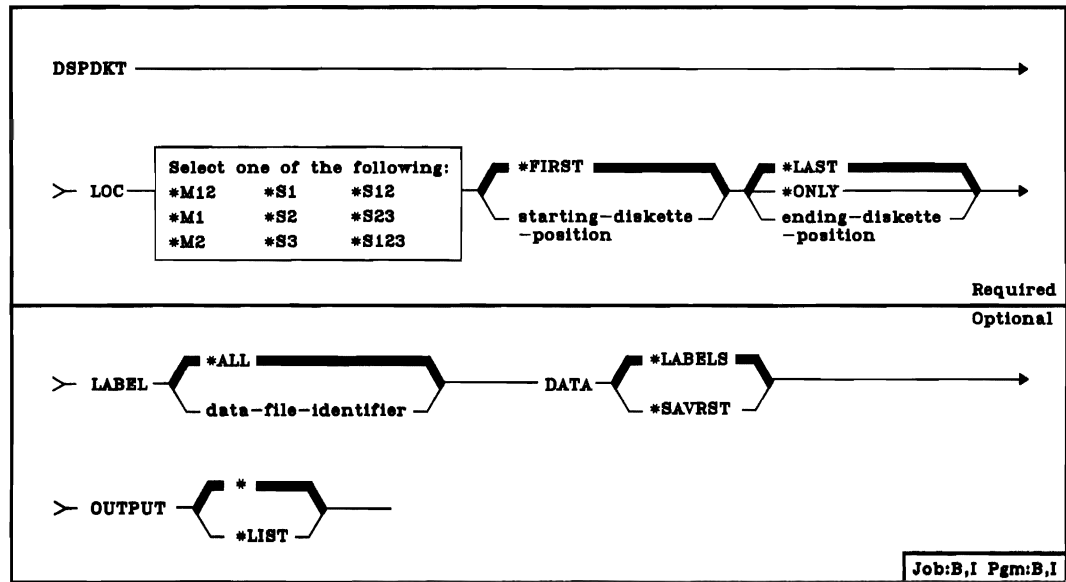 DSPDKT
LOC
Select one of the following:
*M12 *S1 *S12
*M1 *S2 *S23
*M2 *S3 *S123
*FIRST
starting-diskette
-position
*LAST
*ONLY
ending-diskette
-position
Required
Optional
LABEL
*ALL
data-file-identifier
DATA
*LABELS
*SAVRST
OUTPUT
*
*LIST
Job:B,I Pgm:B,I